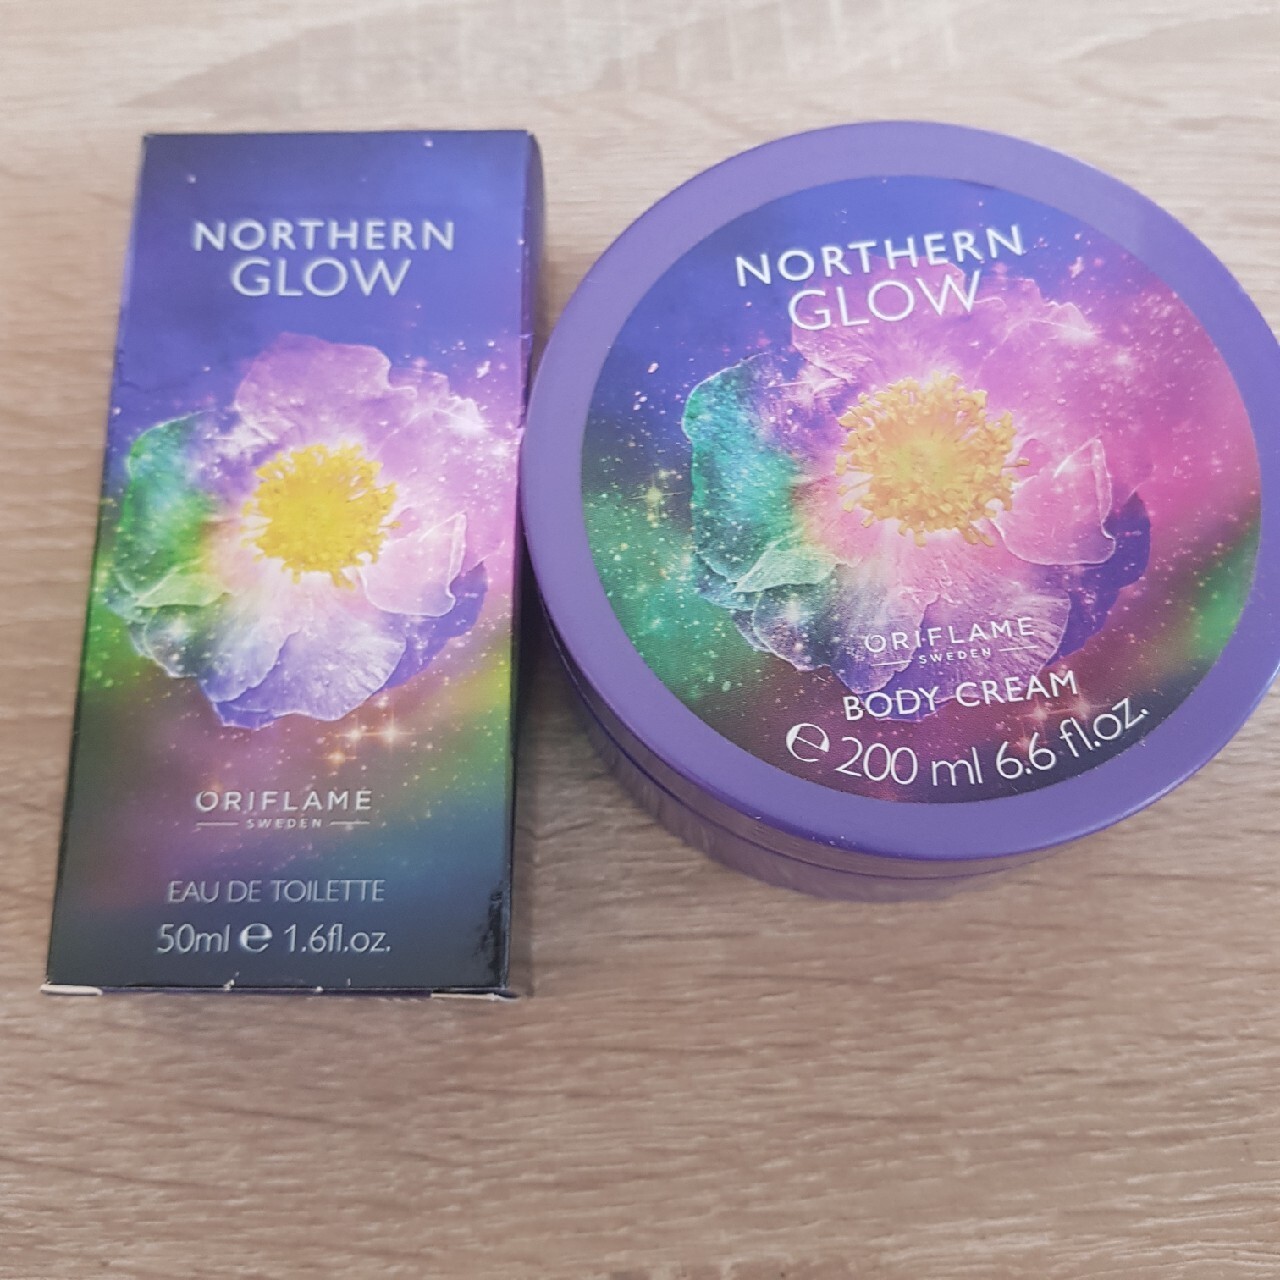 NORTHERN
GLOW
ORIFLAME
SWEDEN
EAU DE TOILETTE
50ml ℮ 1.6fl.oz.
NORTHERN
GLOW
ORIFLAME
SWEDEN
BODY CREAM
℮ 200 ml 6.6 fl.oz.